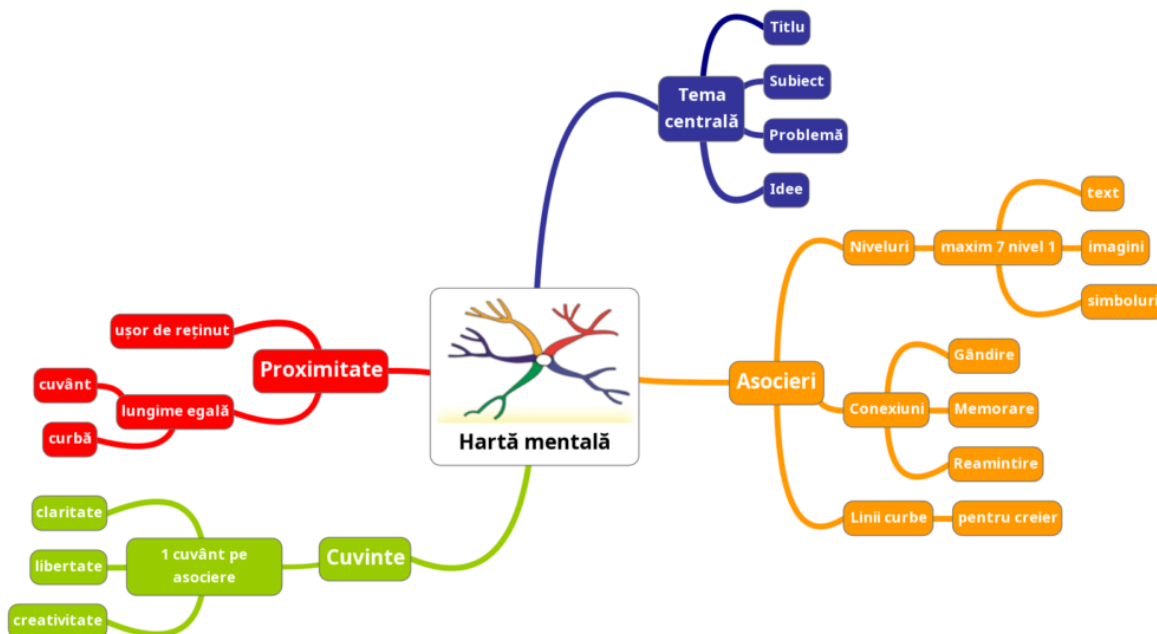 Titlu
Subiect
Tema
centrală
Problemă
Idee
text
Niveluri
maxim 7 nivel 1
imagini
simboluri
ușor de reținut
Proximitate
cuvânt
lungime egală
curbă
Hartă mentală
Asocieri
Gândire
Conexiuni
Memorare
Reamintire
Linii curbe
pentru creier
claritate
1 cuvânt pe
asociere
libertate
Cuvinte
creativitate